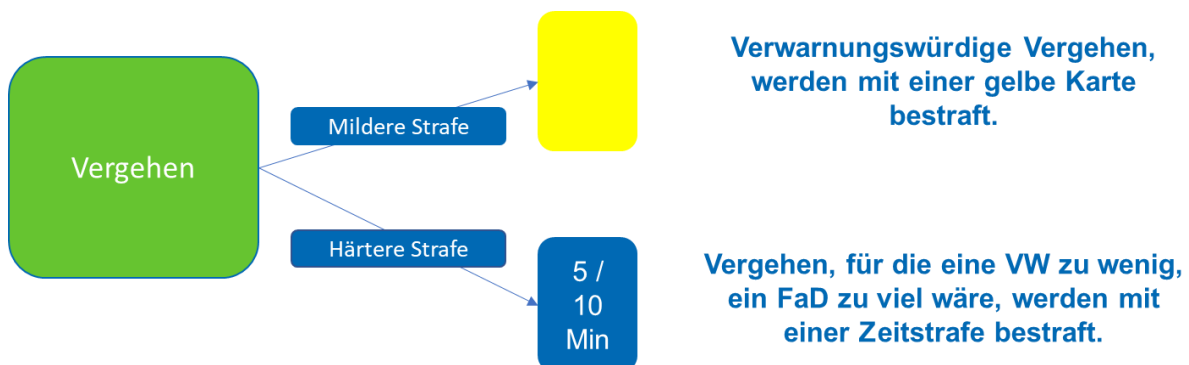 Vergehen
Mildere Strafe
Verwarnungswürdige Vergehen,
werden mit einer gelbe Karte
bestraft.
Härtere Strafe
5 /
10
Min
Vergehen, für die eine VW zu wenig,
ein FaD zu viel wäre, werden mit
einer Zeitstrafe bestraft.